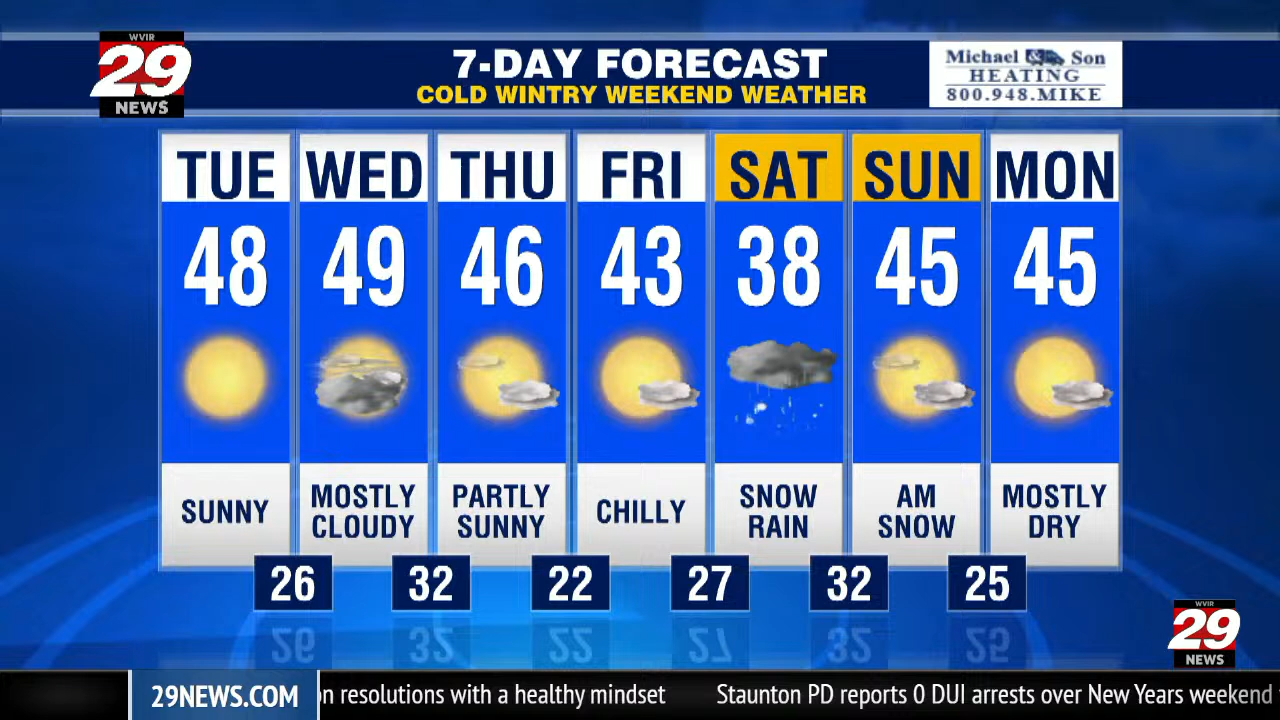 WVIR
29
NEWS
7-DAY FORECAST
COLD WINTRY WEEKEND WEATHER
Michael & Son
HEATING
800.948.MIKE
TUE WED THU FRI SAT SUN MON
48 49 46 43 38 45 45
SUNNY
MOSTLY
CLOUDY
PARTLY
SUNNY
CHILLY
SNOW
RAIN
AM
SNOW
MOSTLY
DRY
26 32 22 27 32 25
WVIR
29
NEWS
29NEWS.COM
n resolutions with a healthy mindset Staunton PD reports 0 DUI arrests over New Years weekend